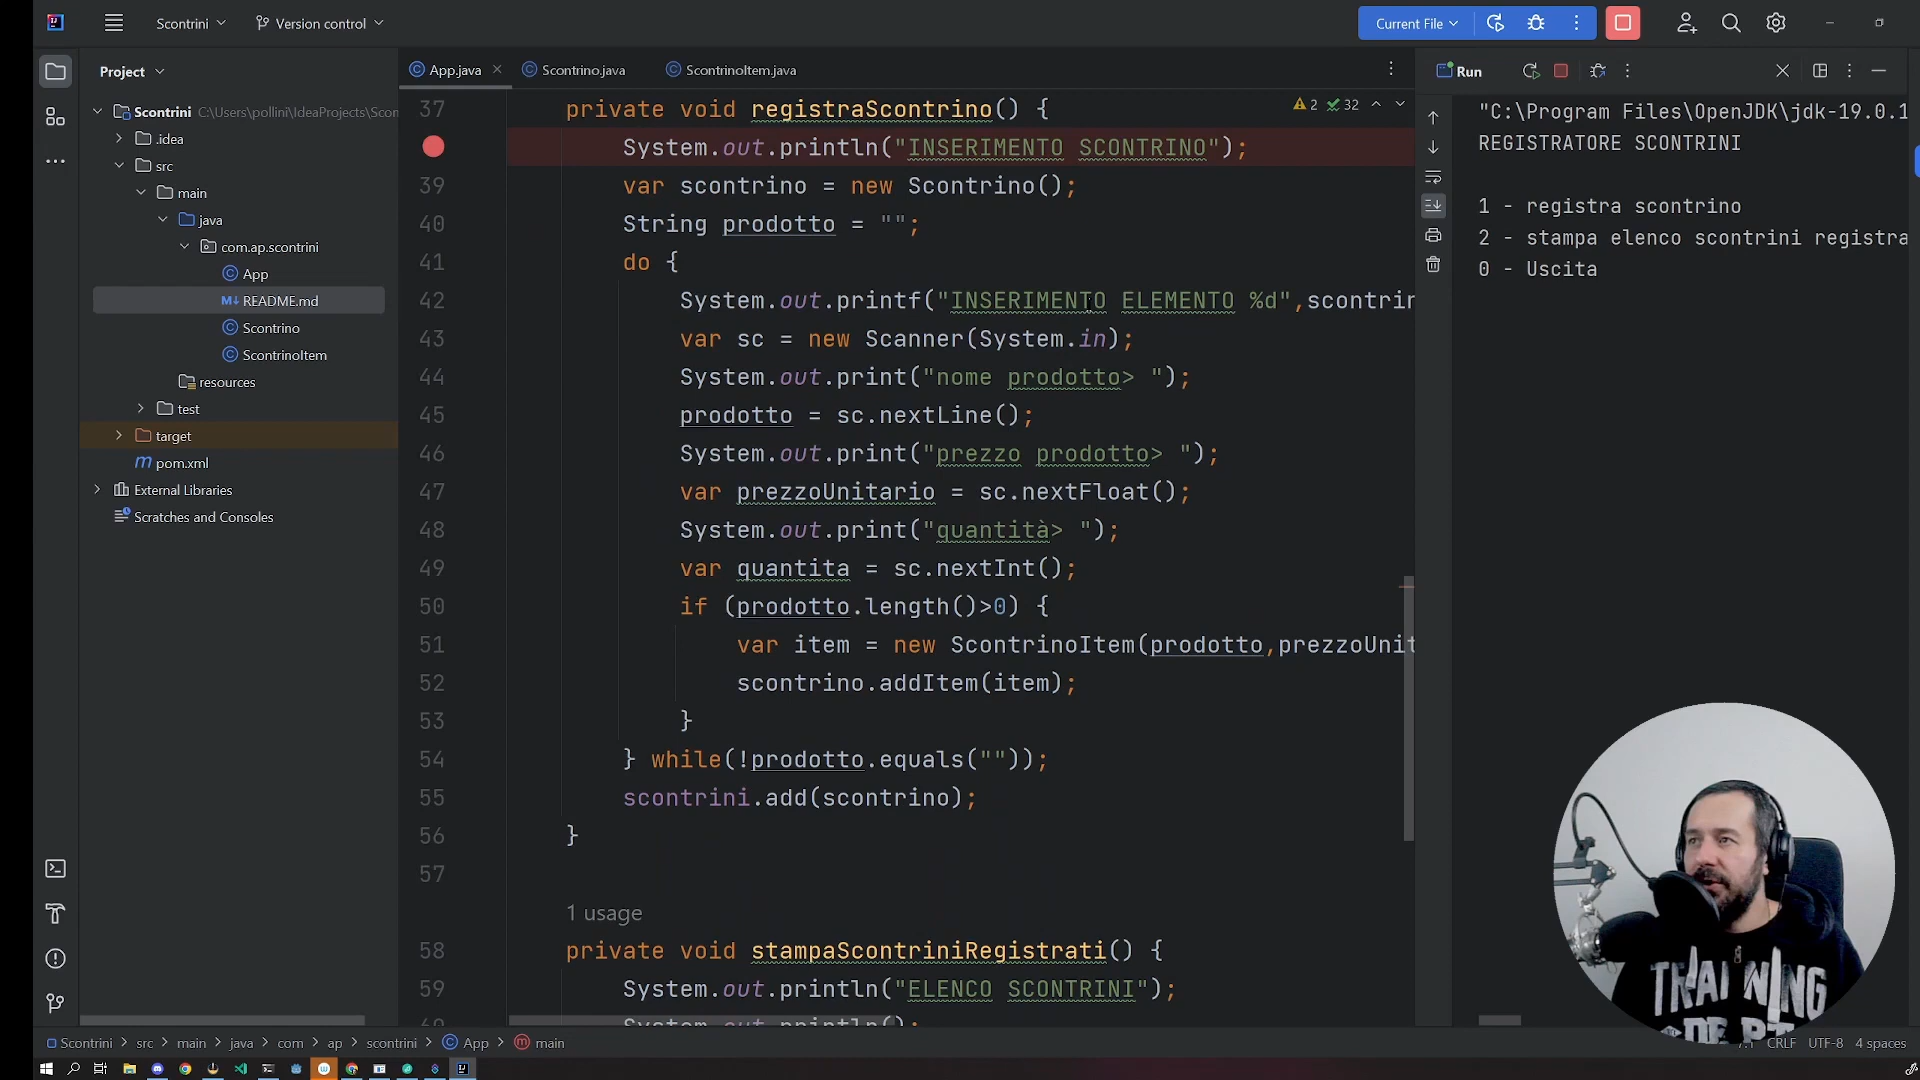 Scontrini
Version control
Current File
Project
App.java
Scontrino.java
ScontrinoItem.java
Run
Scontrini C:\Users\pollini\IdeaProjects\Scon
.idea
src
main
java
com.ap.scontrini
App
M↓ README.md
Scontrino
ScontrinoItem
resources
test
target
m pom.xml
External Libraries
Scratches and Consoles
2 32
37 private void registraScontrino() {
System.out.println("INSERIMENTO SCONTRINO");
39 var scontrino = new Scontrino();
40 String prodotto = "";
41 do {
42 System.out.printf("INSERIMENTO ELEMENTO %d",scontrin
43 var sc = new Scanner(System.in);
44 System.out.print("nome prodotto> ");
45 prodotto = sc.nextLine();
46 System.out.print("prezzo prodotto> ");
47 var prezzoUnitario = sc.nextFloat();
48 System.out.print("quantità> ");
49 var quantita = sc.nextInt();
50 if (prodotto.length()>0) {
51 var item = new ScontrinoItem(prodotto,prezzoUnit
52 scontrino.addItem(item);
53 }
54 } while(!prodotto.equals(""));
55 scontrini.add(scontrino);
56 }
57
1 usage
58 private void stampaScontriniRegistrati() {
59 System.out.println("ELENCO SCONTRINI");
System.out.println();
"C:\Program Files\OpenJDK\jdk-19.0.1
REGISTRATORE SCONTRINI
1 - registra scontrino
2 - stampa elenco scontrini registra
0 - Uscita
TRAINING
Scontrini > src > main > java > com > ap > scontrini > App > main
CRLF UTF-8 4 spaces